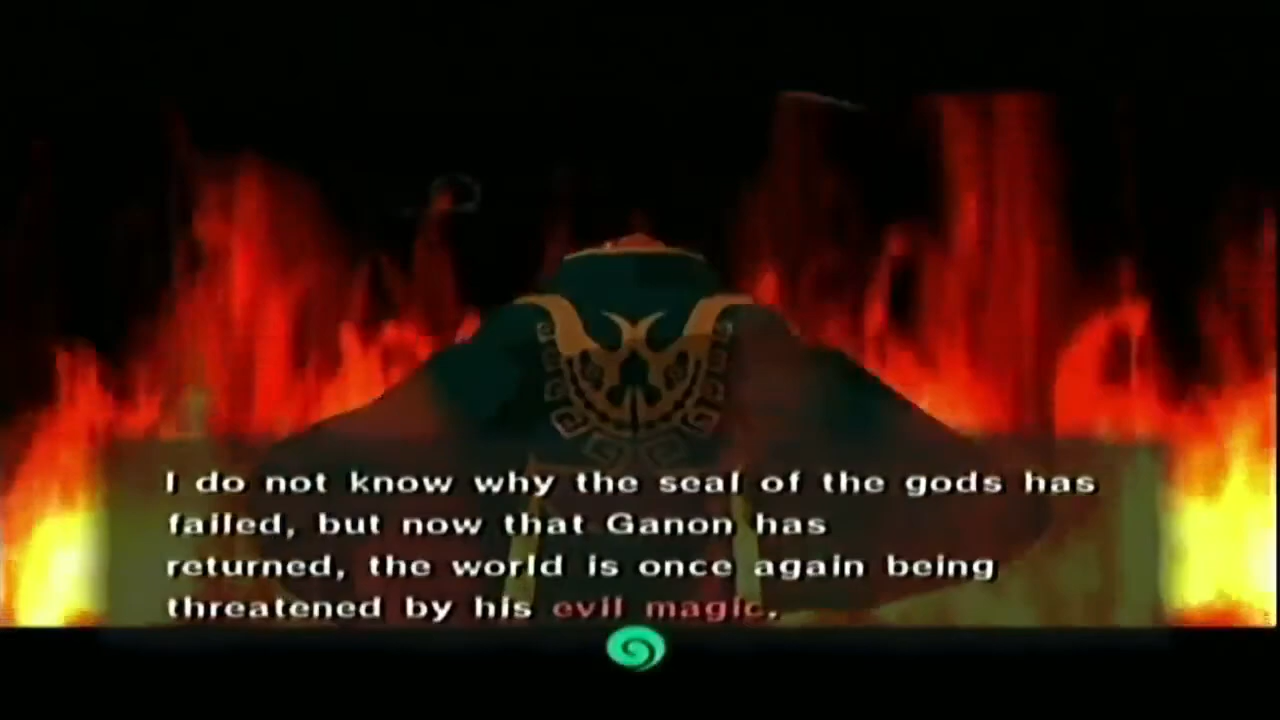 I do not know why the seal of the gods has
failed, but now that Ganon has
returned, the world is once again being
threatened by his evil magic.